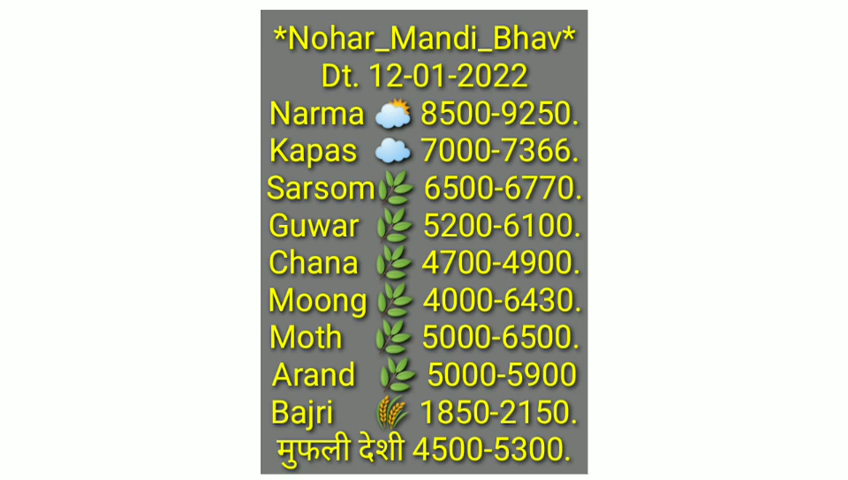 *Nohar_Mandi_Bhav*
Dt. 12-01-2022
Narma 🌥️ 8500-9250.
Kapas ☁️ 7000-7366.
Sarsom🌿 6500-6770.
Guwar 🌿 5200-6100.
Chana 🌿 4700-4900.
Moong🌿 4000-6430.
Moth 🌿 5000-6500.
Arand 🌿 5000-5900
Bajri 🌾 1850-2150.
मुफली देशी 4500-5300.